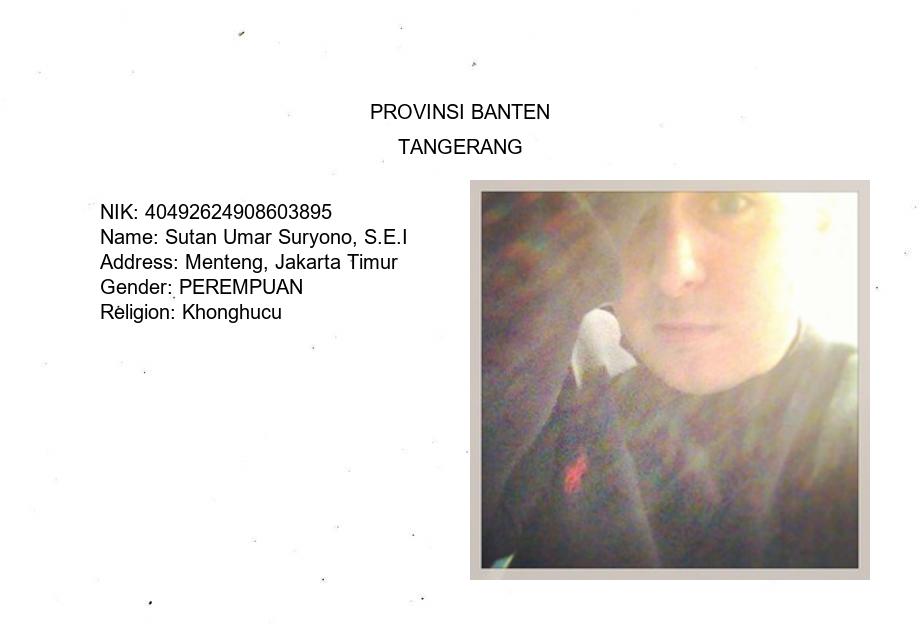 PROVINSI BANTEN
TANGERANG
NIK: 40492624908603895
Name: Sutan Umar Suryono, S.E.I
Address: Menteng, Jakarta Timur
Gender: PEREMPUAN
Religion: Khonghucu